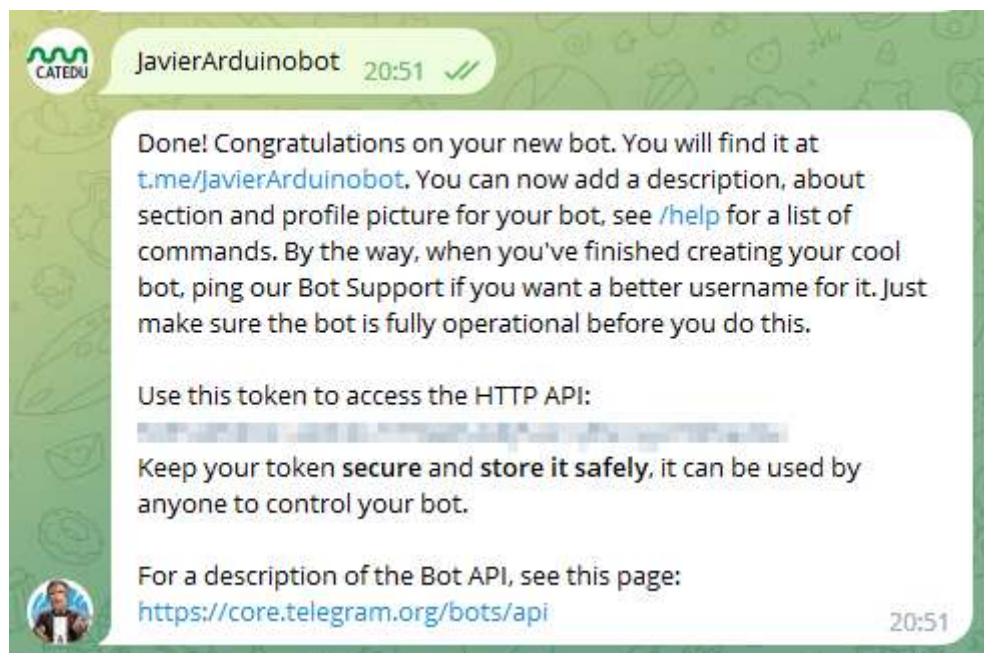 CATEDU
JavierArduinobot 20:51
Done! Congratulations on your new bot. You will find it at
t.me/JavierArduinobot. You can now add a description, about
section and profile picture for your bot, see /help for a list of
commands. By the way, when you've finished creating your cool
bot, ping our Bot Support if you want a better username for it. Just
make sure the bot is fully operational before you do this.
Use this token to access the HTTP API:
Keep your token secure and store it safely, it can be used by
anyone to control your bot.
For a description of the Bot API, see this page:
https://core.telegram.org/bots/api
20:51